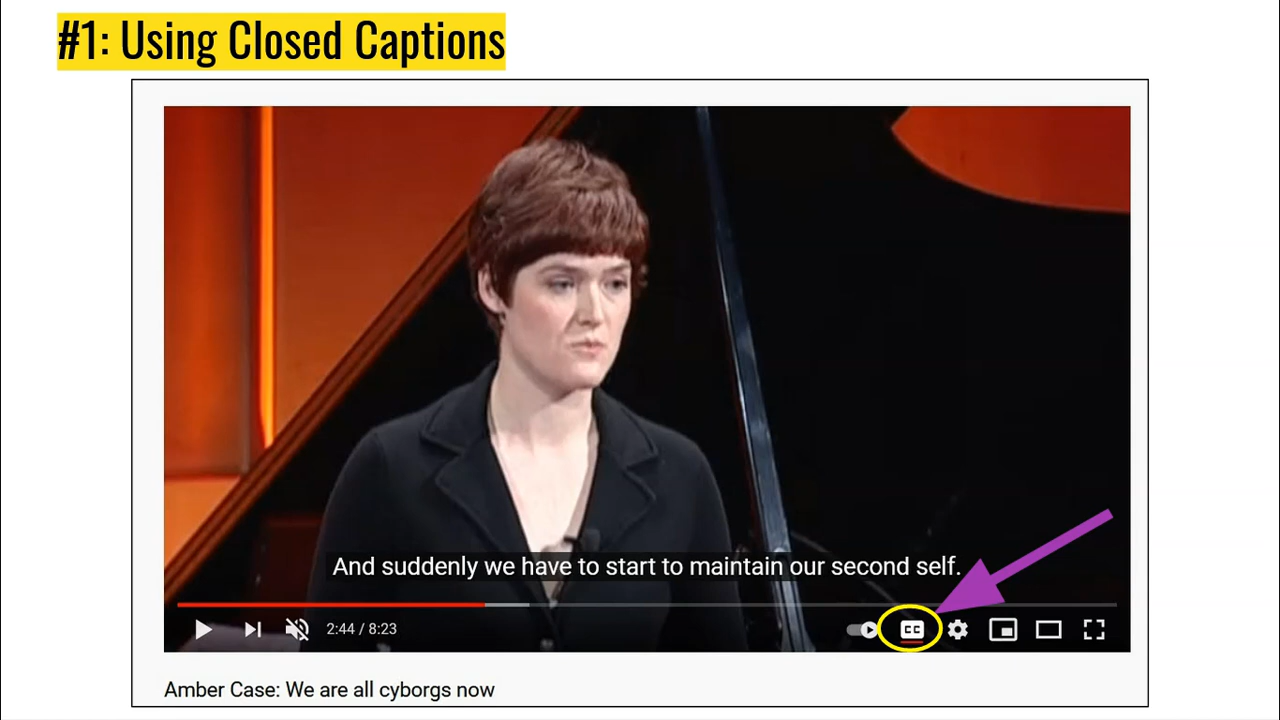 #1: Using Closed Captions
And suddenly we have to start to maintain our second self.
2:44 / 8:23
CC
Amber Case: We are all cyborgs now